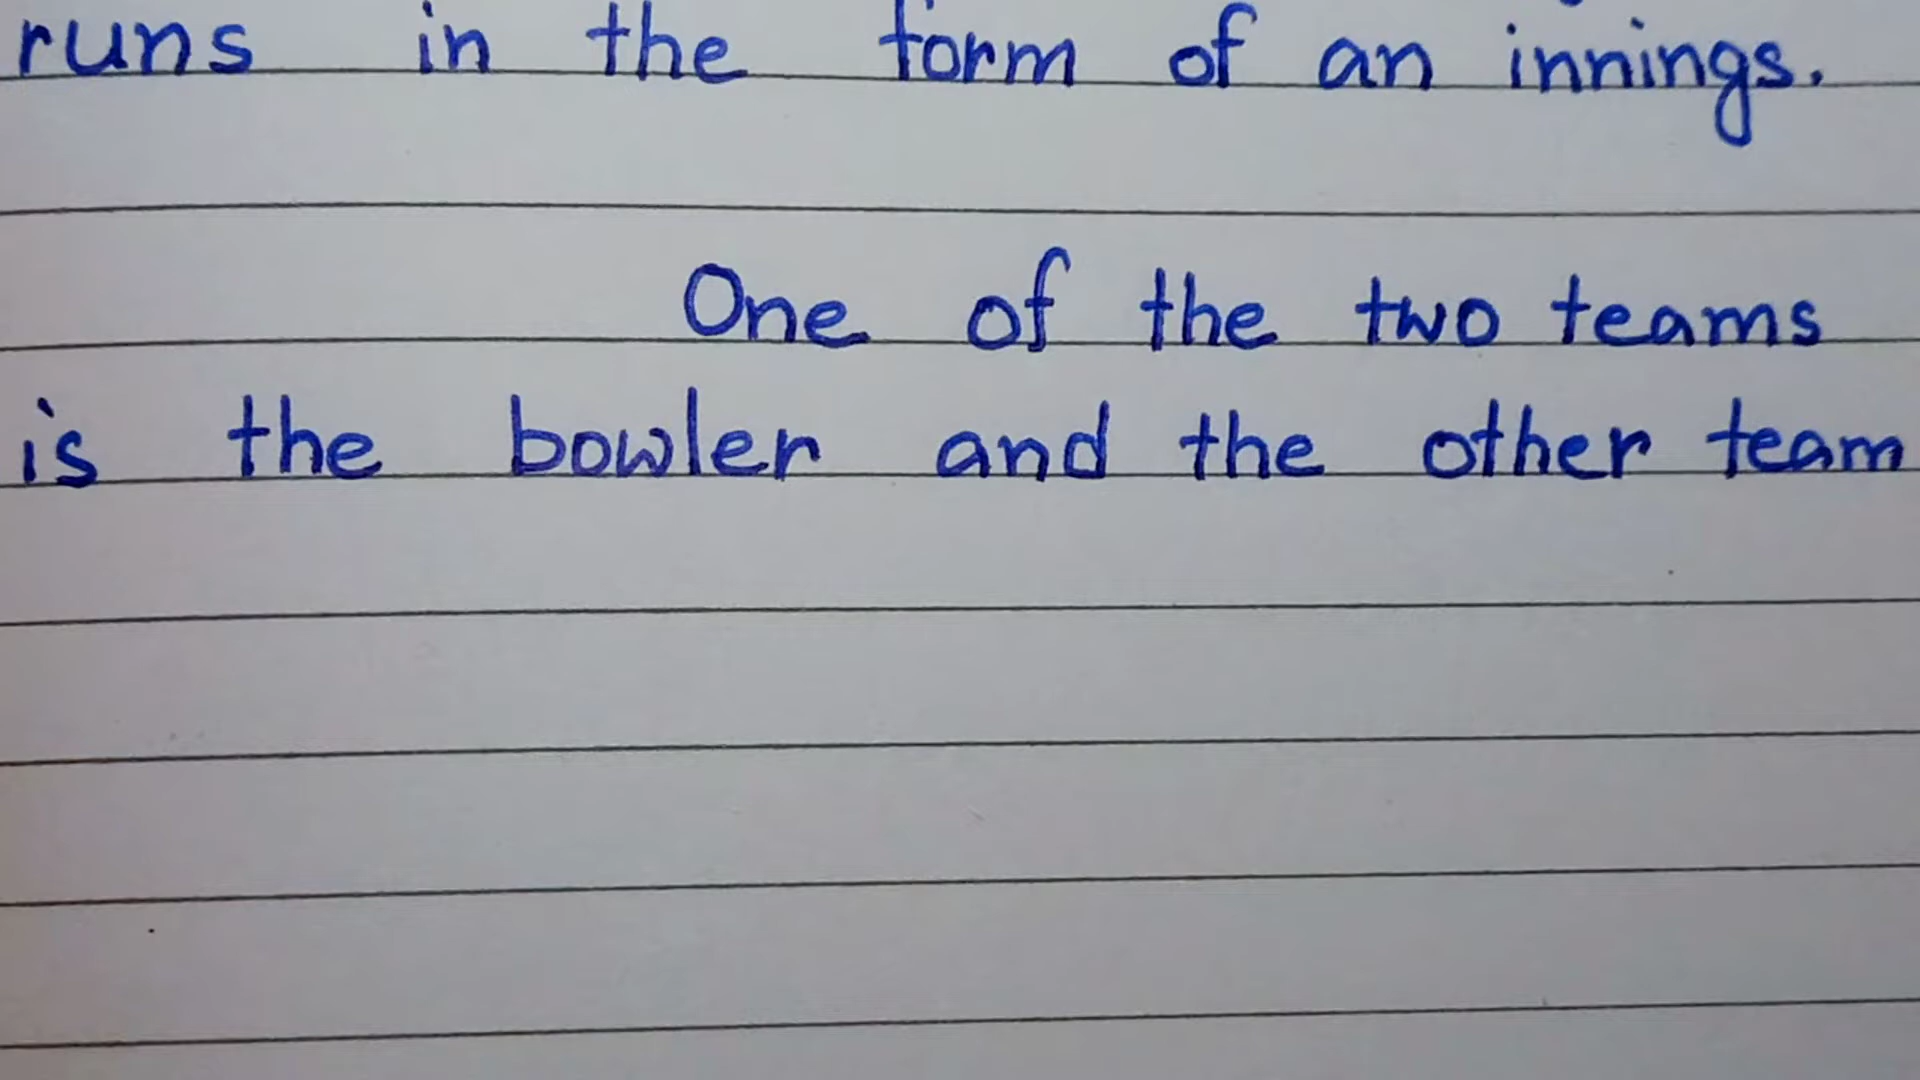 runs in the form of an innings.
One of the two teams
is the bowler and the other team